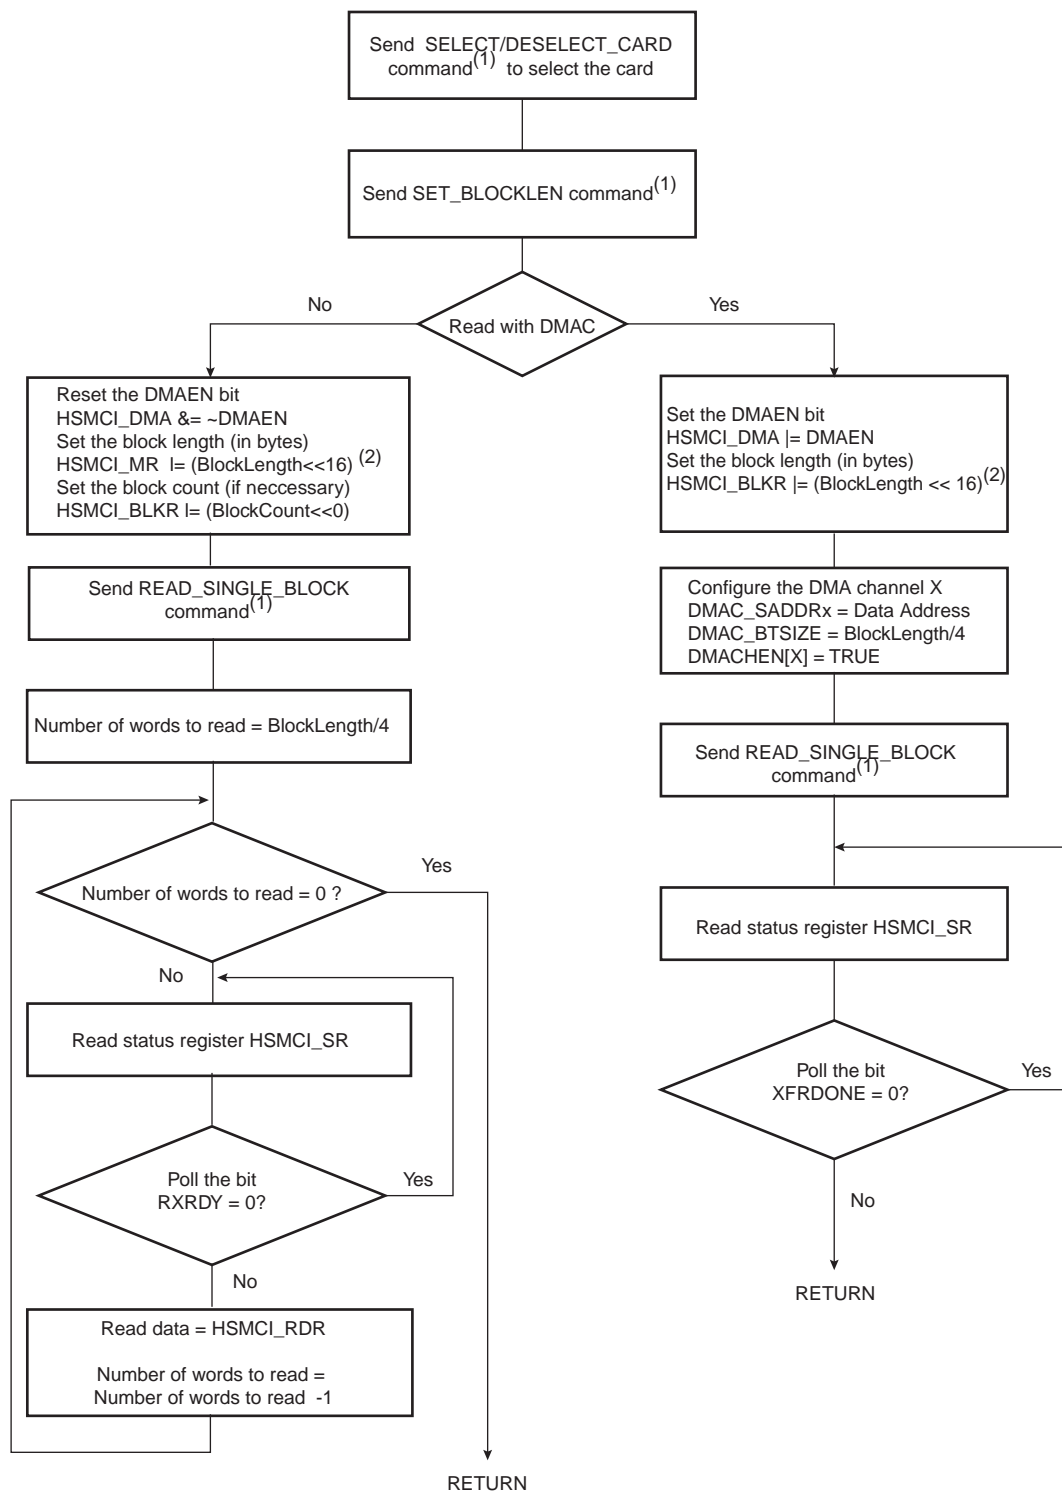 Send SELECT/DESELECT_CARD
command(1) to select the card
Send SET_BLOCKLEN command(1)
No
Yes
Read with DMAC
Reset the DMAEN bit
HSMCI_DMA &= ~DMAEN
Set the block length (in bytes)
HSMCI_MR l= (BlockLength<<16) (2)
Set the block count (if neccessary)
HSMCI_BLKR l= (BlockCount<<0)
Send READ_SINGLE_BLOCK
command(1)
Number of words to read = BlockLength/4
Number of words to read = 0 ?
Yes
No
Read status register HSMCI_SR
Poll the bit
RXRDY = 0?
Yes
No
Read data = HSMCI_RDR
Number of words to read =
Number of words to read -1
RETURN
Set the DMAEN bit
HSMCI_DMA |= DMAEN
Set the block length (in bytes)
HSMCI_BLKR |= (BlockLength << 16)(2)
Configure the DMA channel X
DMAC_SADDRx = Data Address
DMAC_BTSIZE = BlockLength/4
DMACHEN[X] = TRUE
Send READ_SINGLE_BLOCK
command(1)
Read status register HSMCI_SR
Poll the bit
XFRDONE = 0?
Yes
No
RETURN